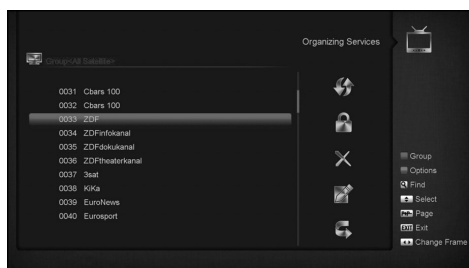 Organizing Services
Group<All Satellite>
0031 Cbars 100
0032 Cbars 100
0033 ZDF
0034 ZDFinfokanal
0035 ZDFdokukanal
0036 ZDFtheaterkanal
0037 3sat
0038 KiKa
0039 EuroNews
0040 Eurosport
Group
Options
Find
Select
Page
EXIT Exit
Change Frame